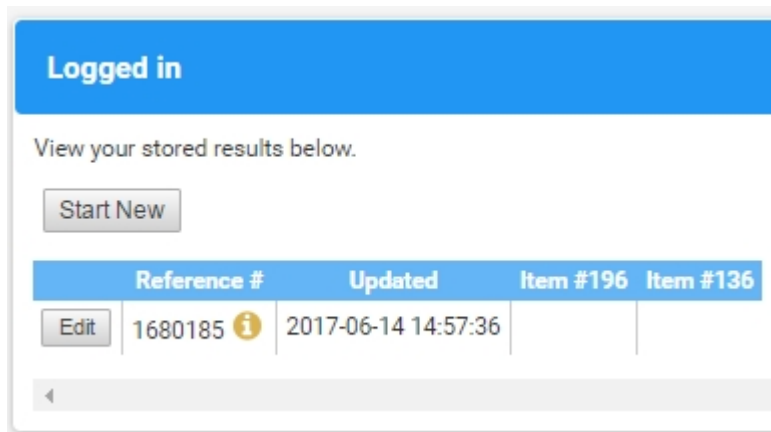 Logged in
View your stored results below.
Start New
Reference # Updated Item #196 Item #136
Edit 1680185 2017-06-14 14:57:36